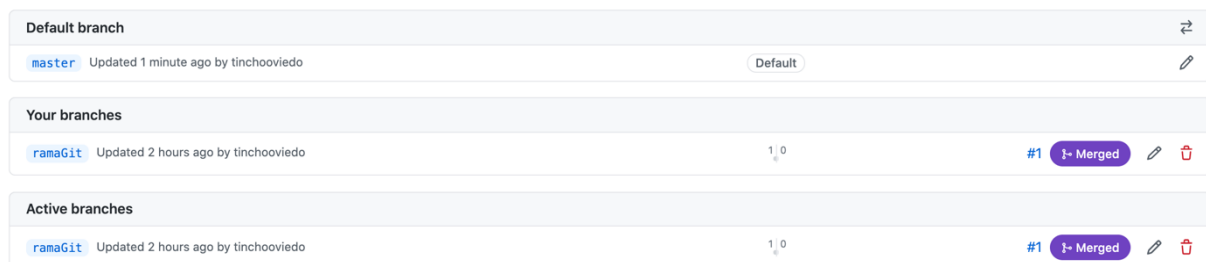 Default branch
master Updated 1 minute ago by tinchooviedo Default
Your branches
ramaGit Updated 2 hours ago by tinchooviedo 1 0 #1 Merged
Active branches
ramaGit Updated 2 hours ago by tinchooviedo 1 0 #1 Merged